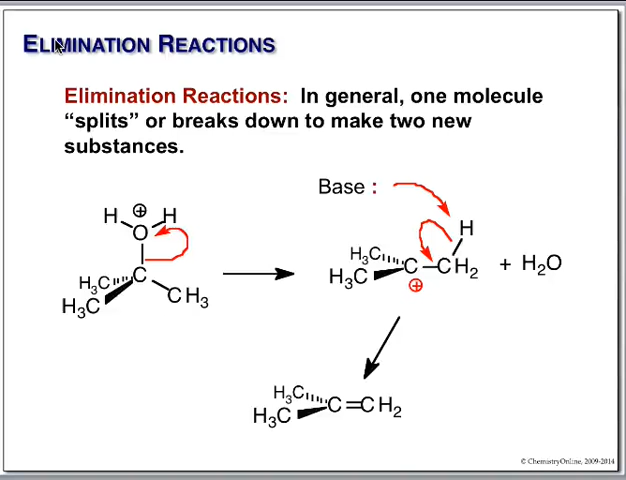 ELIMINATION REACTIONS
Elimination Reactions: In general, one molecule
“splits” or breaks down to make two new
substances.
Base :
H ⊕ H
O
H
H₃C
H₃C C CH₂ + H₂O
⊕
H₃C C
H₃C CH₃
H₃C
H₃C C=CH₂
© ChemistryOnline, 2009-2014